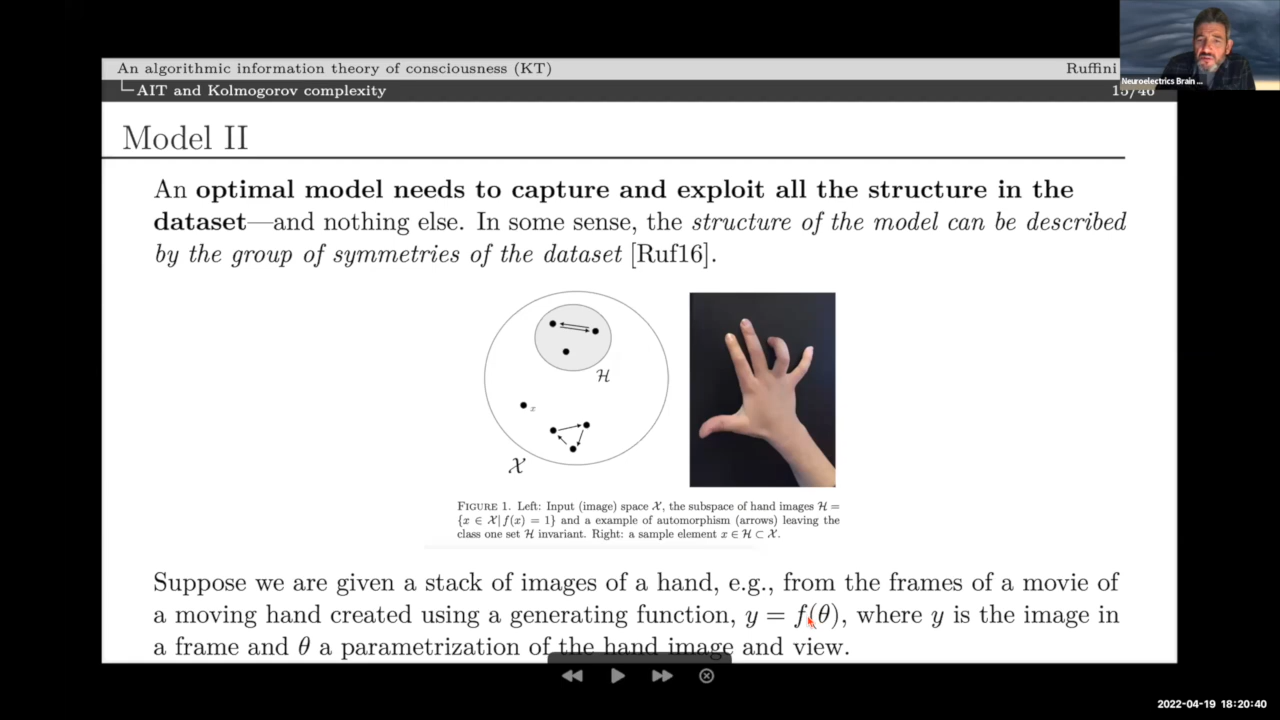 An algorithmic information theory of consciousness (KT) Ruffini
AIT and Kolmogorov complexity 15/46
Neuroelectrics Brain ...
Model II
An optimal model needs to capture and exploit all the structure in the
dataset—and nothing else. In some sense, the structure of the model can be described
by the group of symmetries of the dataset [Ruf16].
H
x
X
FIGURE 1. Left: Input (image) space X, the subspace of hand images H =
{x ∈ X| f(x) = 1} and a example of automorphism (arrows) leaving the
class one set H invariant. Right: a sample element x ∈ H ⊂ X.
Suppose we are given a stack of images of a hand, e.g., from the frames of a movie of
a moving hand created using a generating function, y = f(θ), where y is the image in
a frame and θ a parametrization of the hand image and view.
2022-04-19 18:20:40